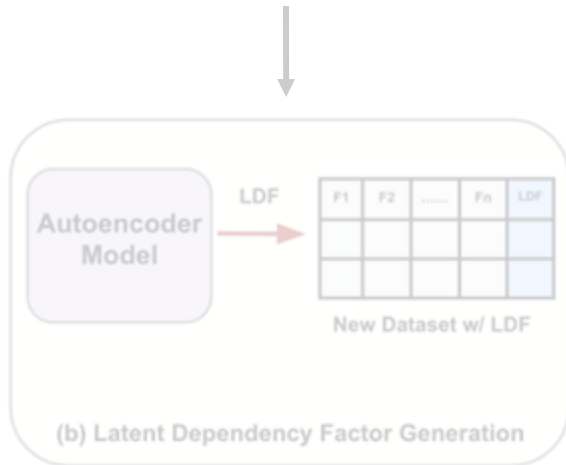 LDF
F1 F2 ...... Fn LDF
Autoencoder
Model
New Dataset w/ LDF
(b) Latent Dependency Factor Generation